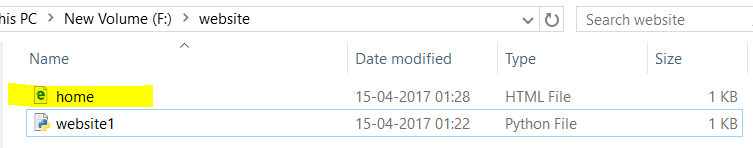 his PC > New Volume (F:) > website Search website
Name Date modified Type Size
home 15-04-2017 01:28 HTML File 1 KB
website1 15-04-2017 01:22 Python File 1 KB